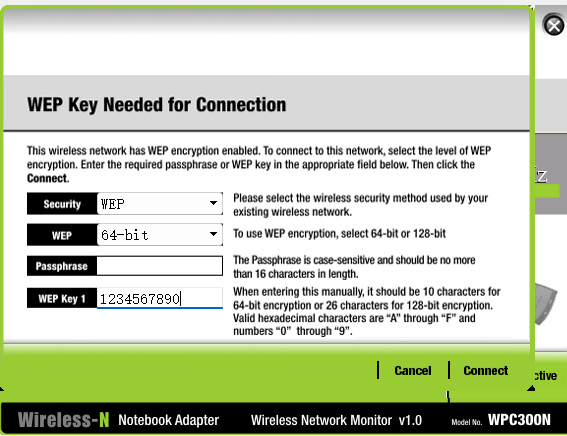 WEP Key Needed for Connection
This wireless network has WEP encryption enabled. To connect to this network, select the level of WEP
encryption. Enter the required passphrase or WEP key in the appropriate field below. Then click the
Connect.
Security
WEP
Please select the wireless security method used by your
existing wireless network.
WEP
64-bit
To use WEP encryption, select 64-bit or 128-bit
Passphrase
The Passphrase is case-sensitive and should be no more
than 16 characters in length.
WEP Key 1
1234567890
When entering this manually, it should be 10 characters for
64-bit encryption or 26 characters for 128-bit encryption.
Valid hexadecimal characters are “A” through “F” and
numbers “0” through “9”.
Cancel
Connect
Wireless-N Notebook Adapter Wireless Network Monitor v1.0 Model No. WPC300N